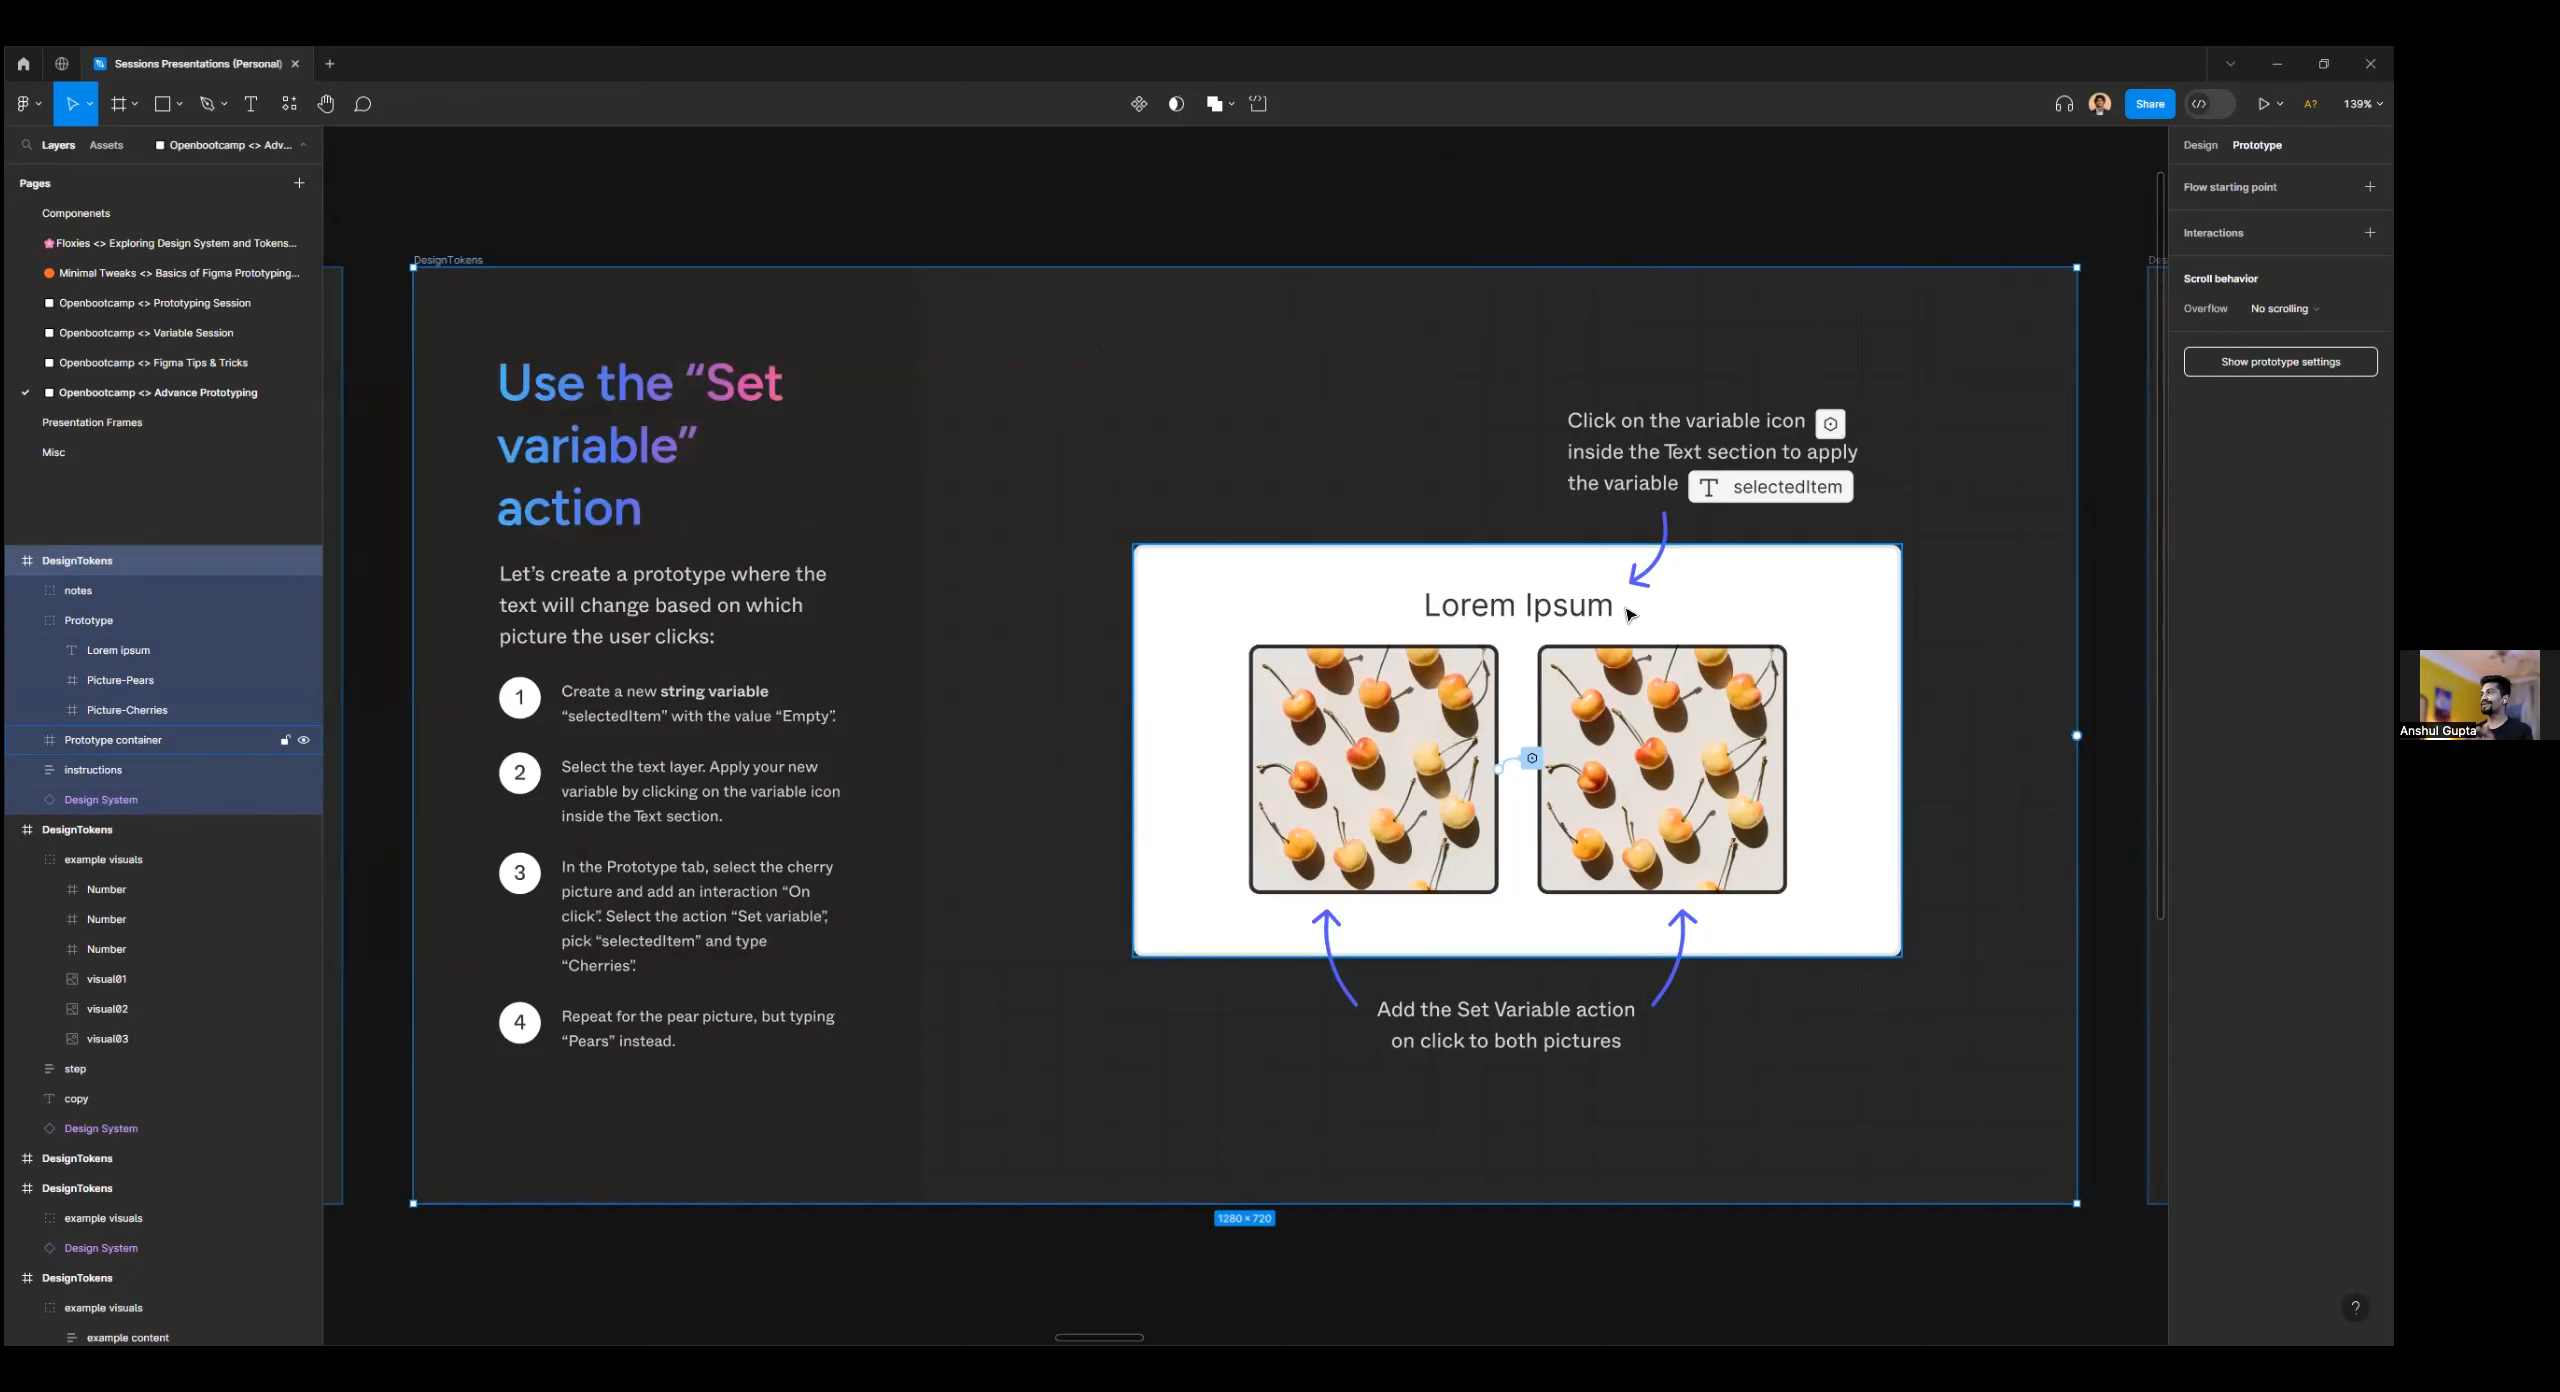 Sessions Presentations (Personal)
Share
A?
139%
Layers
Assets
Openbootcamp <> Adv...
Pages
Componenets
Floxies <> Exploring Design System and Tokens...
Minimal Tweaks <> Basics of Figma Prototyping...
Openbootcamp <> Prototyping Session
Openbootcamp <> Variable Session
Openbootcamp <> Figma Tips & Tricks
Openbootcamp <> Advance Prototyping
Presentation Frames
Misc
DesignTokens
notes
Prototype
Lorem ipsum
Picture-Pears
Picture-Cherries
Prototype container
instructions
Design System
DesignTokens
example visuals
Number
Number
Number
visual01
visual02
visual03
step
copy
Design System
DesignTokens
DesignTokens
example visuals
Design System
DesignTokens
example visuals
example content
DesignTokens
Use the “Set
variable”
action
Let’s create a prototype where the
text will change based on which
picture the user clicks:
1
Create a new string variable
“selectedItem” with the value “Empty”.
2
Select the text layer. Apply your new
variable by clicking on the variable icon
inside the Text section.
3
In the Prototype tab, select the cherry
picture and add an interaction “On
click”. Select the action “Set variable”,
pick “selectedItem” and type
“Cherries”.
4
Repeat for the pear picture, but typing
“Pears” instead.
Click on the variable icon
inside the Text section to apply
the variable T selectedItem
Lorem Ipsum
Add the Set Variable action
on click to both pictures
1280 × 720
Des
Design
Prototype
Flow starting point
Interactions
Scroll behavior
Overflow
No scrolling
Show prototype settings
?
Anshul Gupta